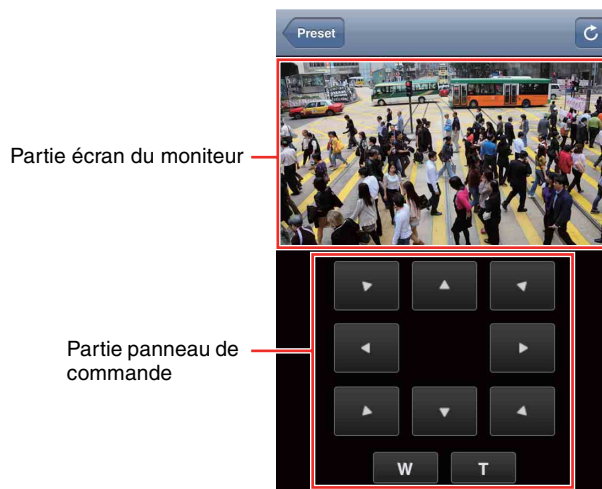 Preset
Partie écran du moniteur
Partie panneau de
commande
W
T